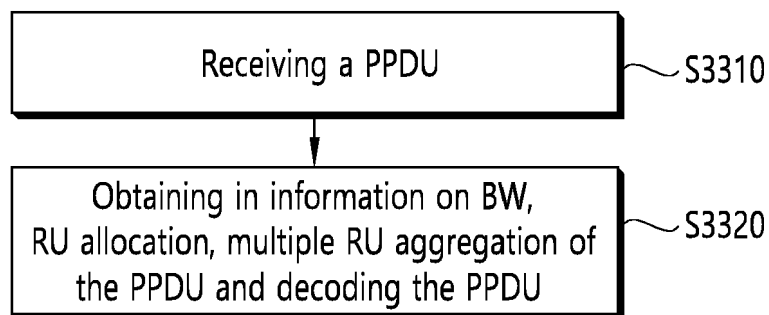 Receiving a PPDU
S3310
Obtaining in information on BW,
RU allocation, multiple RU aggregation of
the PPDU and decoding the PPDU
S3320